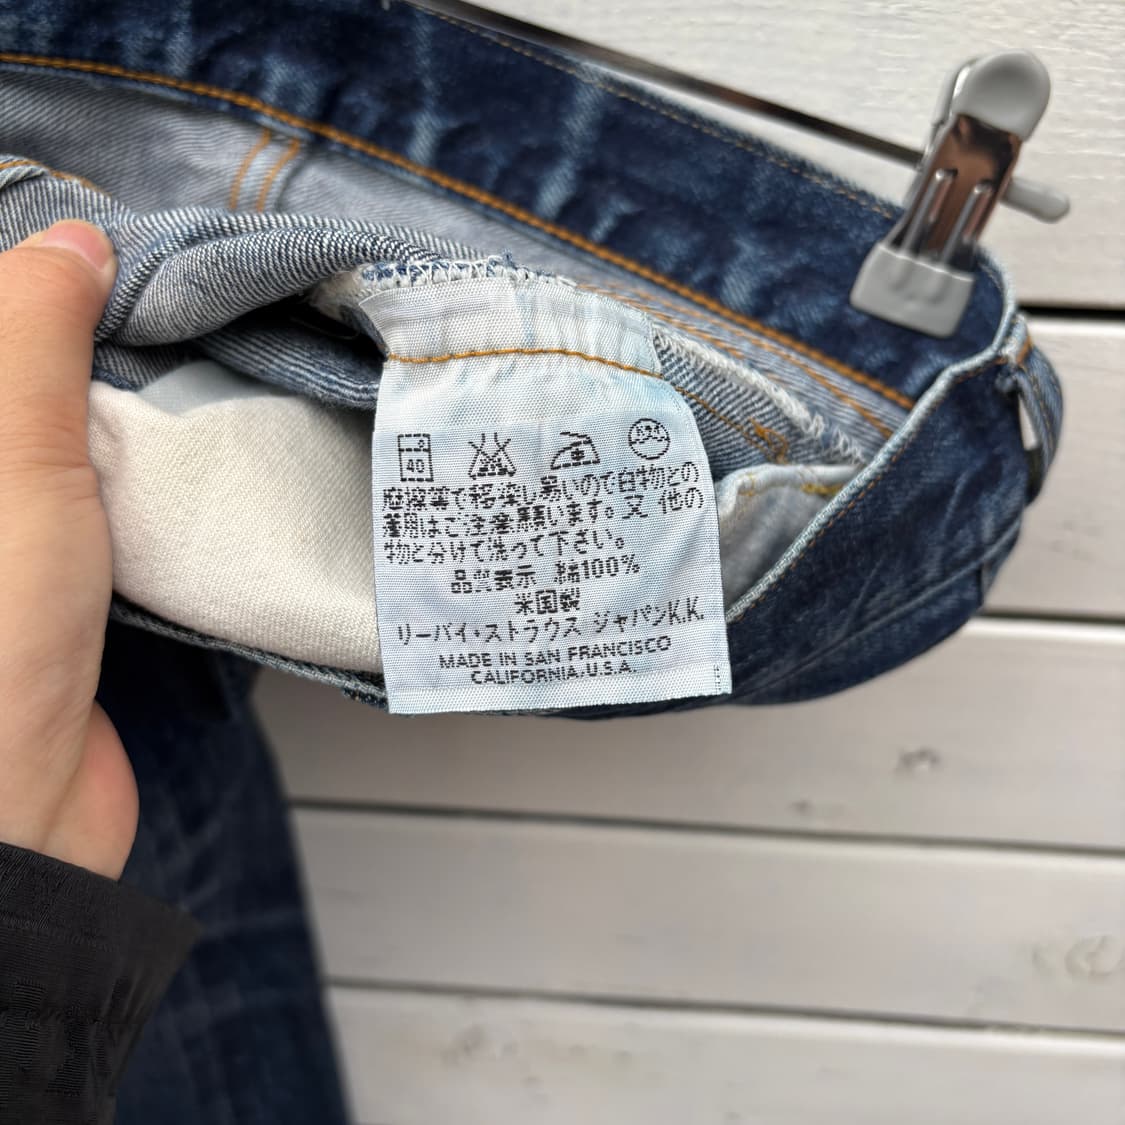 40
摩擦等で移染し易いので白物との
着用はご注意願います。又 他の
物と分けて洗って下さい。
品質表示 綿100%
米国製
リーバイ・ストラウス ジャパンK.K.
MADE IN SAN FRANCISCO
CALIFORNIA.U.S.A.